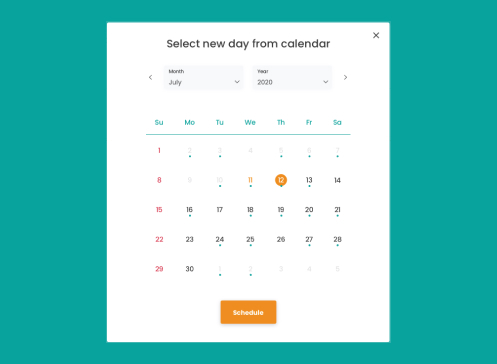 Select new day from calendar
Month Year
July 2020
Su Mo Tu We Th Fr Sa
1 2 3 4 5 6 7
8 9 10 11 12 13 14
15 16 17 18 19 20 21
22 23 24 25 26 27 28
29 30 1 2 3 4 5
Schedule